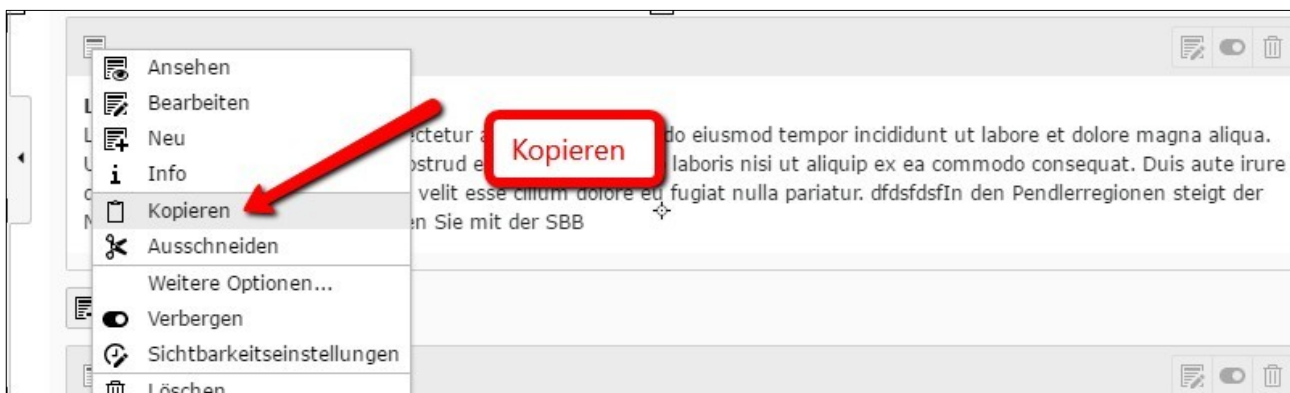 Ansehen
L
Bearbeiten
L ectetur a do eiusmod tempor incididunt ut labore et dolore magna aliqua.
Neu
Kopieren
U ostrud e laboris nisi ut aliquip ex ea commodo consequat. Duis aute irure
Info
velit esse cillum dolore eu fugiat nulla pariatur. dfdsfdsfIn den Pendlerregionen steigt der
Kopieren
N en Sie mit der SBB
Ausschneiden
Weitere Optionen...
Verbergen
Sichtbarkeitseinstellungen
Löschen